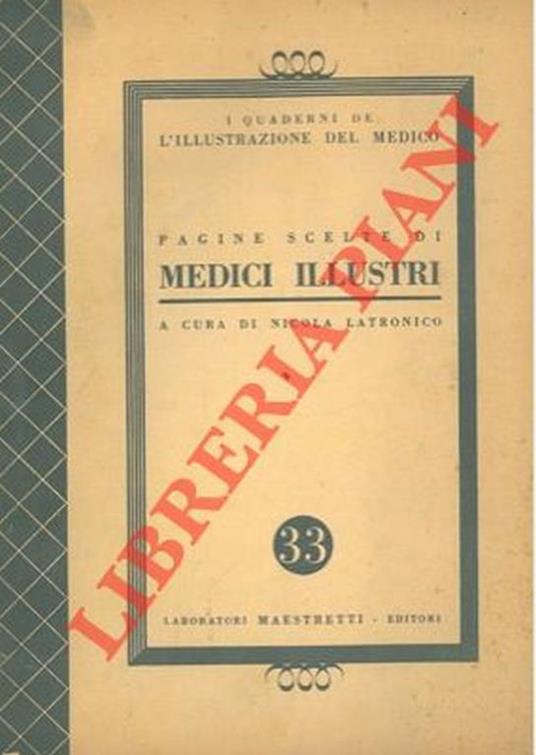 I QUADERNI DE
L'ILLUSTRAZIONE DEL MEDICO
PAGINE SCELTE DI
MEDICI ILLUSTRI
A CURA DI NICOLA LATRONICO
33
LABORATORI MAESTRETTI - EDITORI
LIBRERIA PIANI